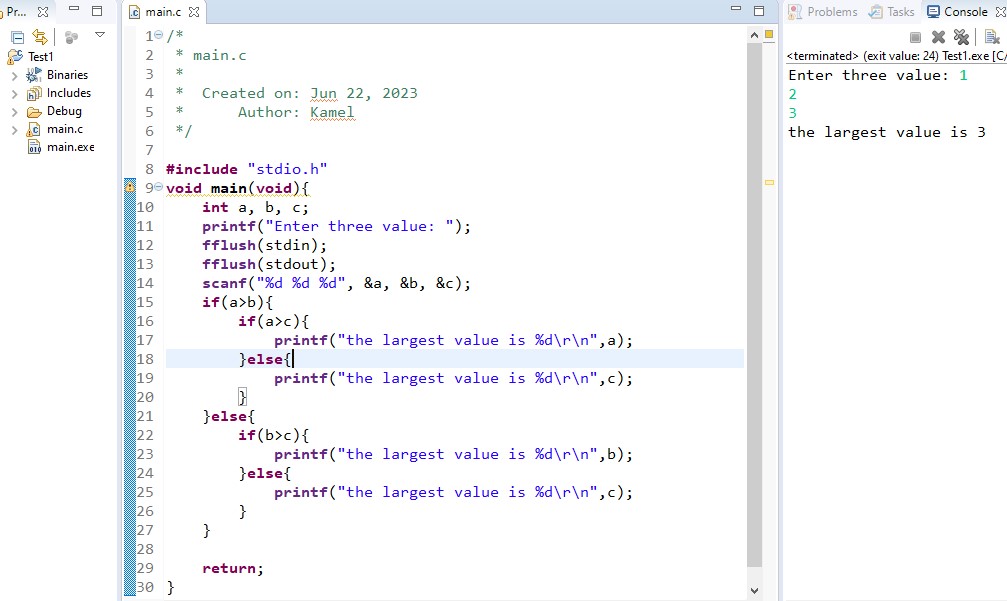 Pr...
Test1
Binaries
Includes
Debug
main.c
main.exe
main.c
1 /*
2  * main.c
3  *
4  *  Created on: Jun 22, 2023
5  *      Author: Kamel
6  */
7
8 #include "stdio.h"
9 void main(void){
10     int a, b, c;
11     printf("Enter three value: ");
12     fflush(stdin);
13     fflush(stdout);
14     scanf("%d %d %d", &a, &b, &c);
15     if(a>b){
16         if(a>c){
17             printf("the largest value is %d\r\n",a);
18         }else{
19             printf("the largest value is %d\r\n",c);
20         }
21     }else{
22         if(b>c){
23             printf("the largest value is %d\r\n",b);
24         }else{
25             printf("the largest value is %d\r\n",c);
26         }
27     }
28
29     return;
30 }
Problems Tasks Console
<terminated> (exit value: 24) Test1.exe [C/
Enter three value: 1
2
3
the largest value is 3